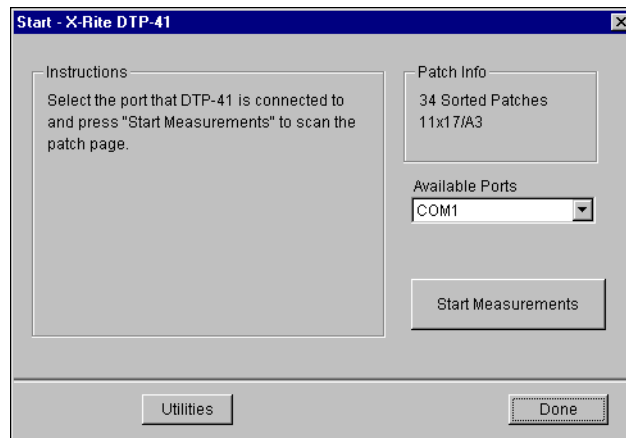 Start - X-Rite DTP-41
Instructions
Select the port that DTP-41 is connected to
and press "Start Measurements" to scan the
patch page.
Patch Info
34 Sorted Patches
11x17/A3
Available Ports
COM1
Start Measurements
Utilities
Done